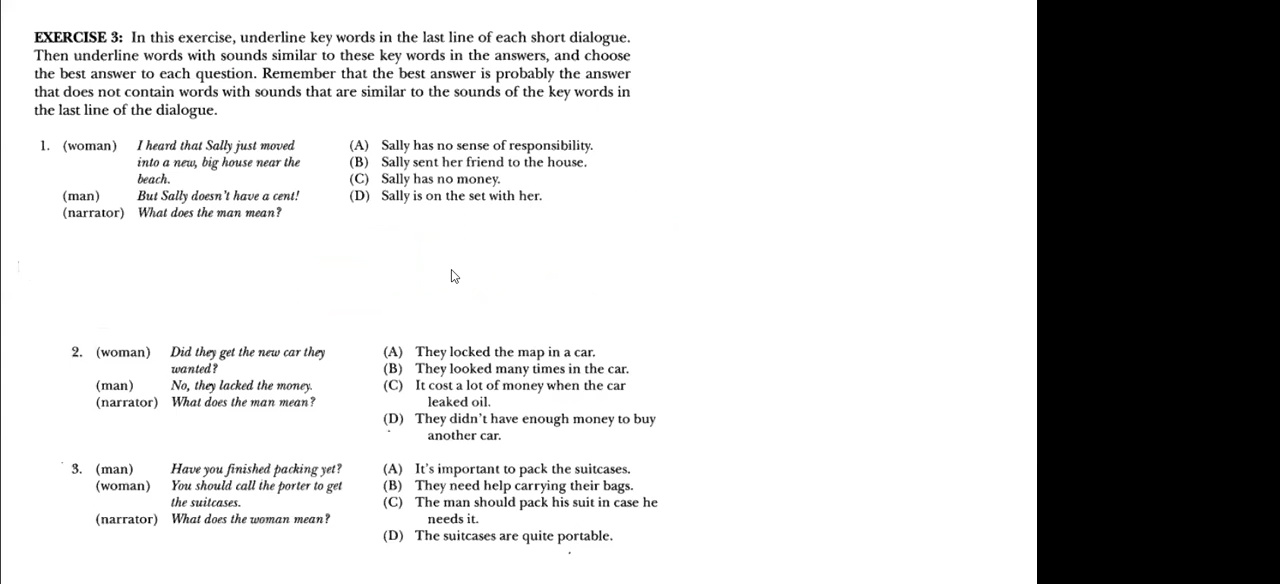 EXERCISE 3: In this exercise, underline key words in the last line of each short dialogue.
Then underline words with sounds similar to these key words in the answers, and choose
the best answer to each question. Remember that the best answer is probably the answer
that does not contain words with sounds that are similar to the sounds of the key words in
the last line of the dialogue.
1. (woman) I heard that Sally just moved
into a new, big house near the
beach.
(man) But Sally doesn't have a cent!
(narrator) What does the man mean?
(A) Sally has no sense of responsibility.
(B) Sally sent her friend to the house.
(C) Sally has no money.
(D) Sally is on the set with her.
2. (woman) Did they get the new car they
wanted?
(man) No, they lacked the money.
(narrator) What does the man mean?
(A) They locked the map in a car.
(B) They looked many times in the car.
(C) It cost a lot of money when the car
leaked oil.
(D) They didn't have enough money to buy
another car.
3. (man) Have you finished packing yet?
(woman) You should call the porter to get
the suitcases.
(narrator) What does the woman mean?
(A) It's important to pack the suitcases.
(B) They need help carrying their bags.
(C) The man should pack his suit in case he
needs it.
(D) The suitcases are quite portable.